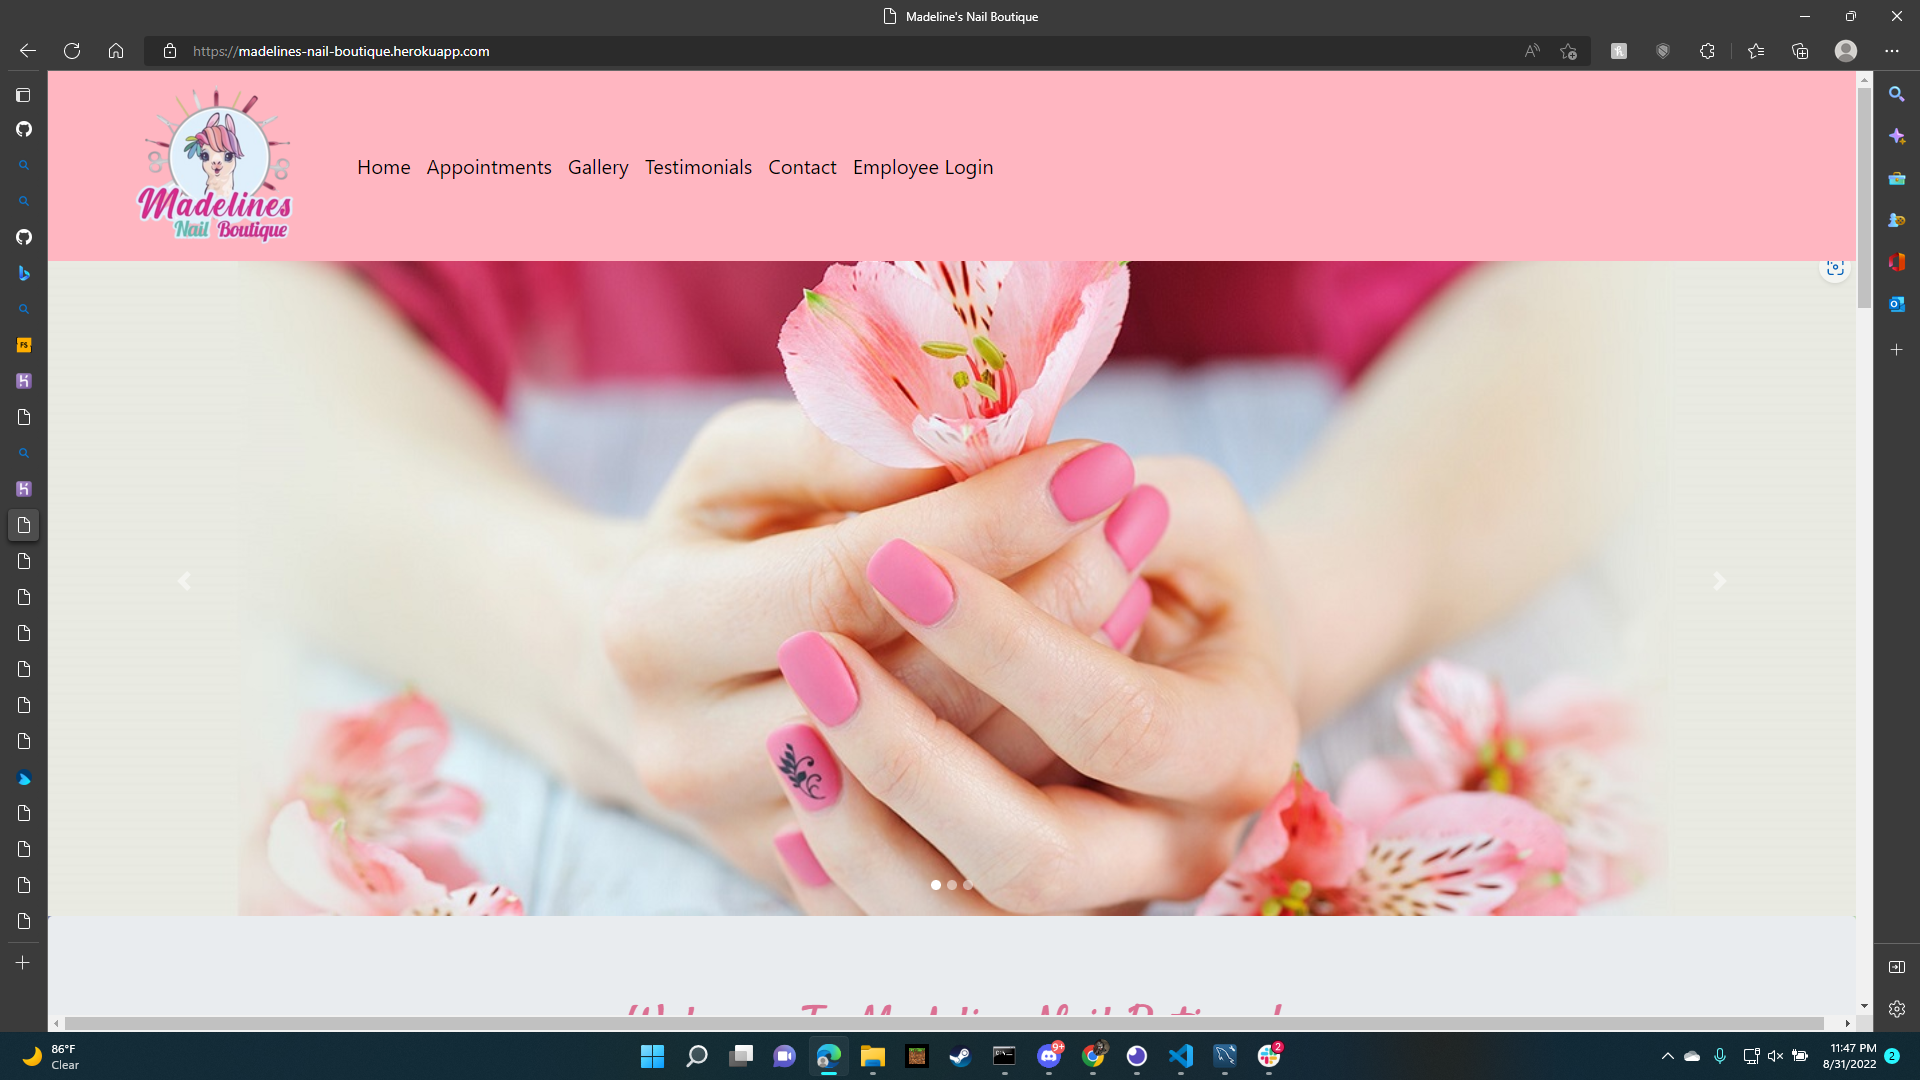 Madeline's Nail Boutique
https://madelines-nail-boutique.herokuapp.com
Madelines
Nail Boutique
Home Appointments Gallery Testimonials Contact Employee Login
FS
9+
2
86°F
Clear
11:47 PM
8/31/2022
2